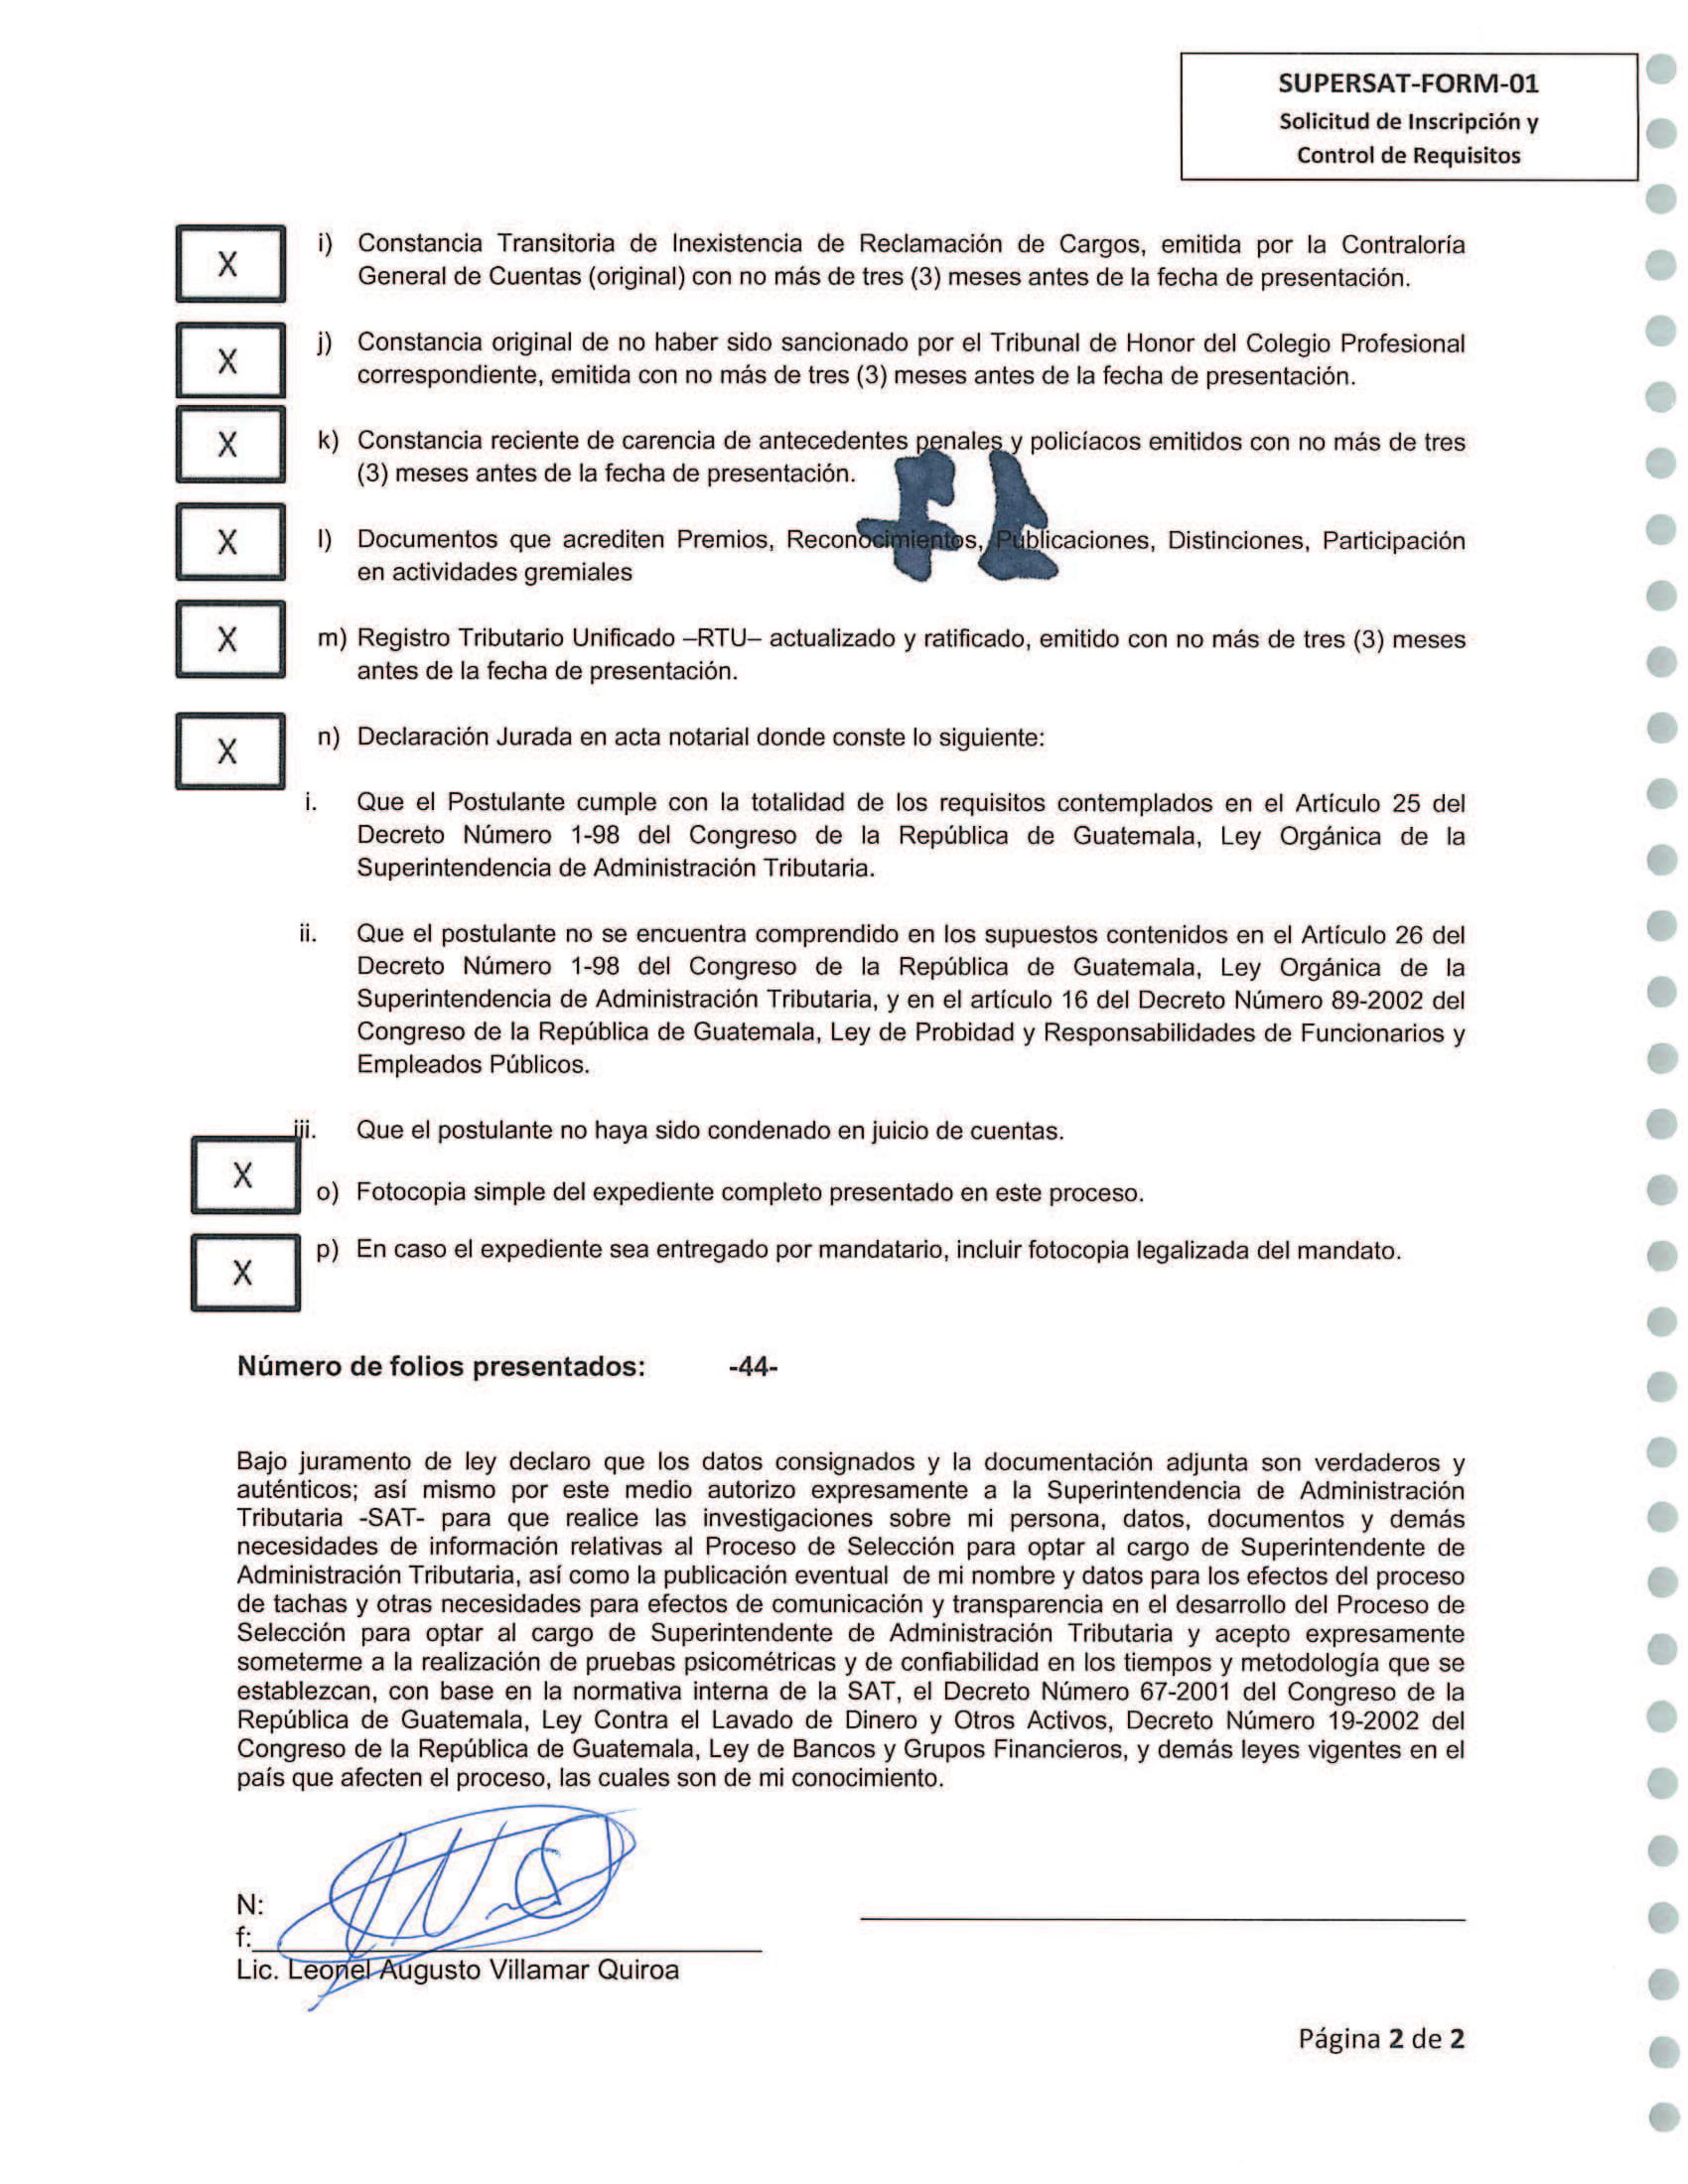 SUPERSAT-FORM-01
Solicitud de Inscripción y
Control de Requisitos
X i) Constancia Transitoria de Inexistencia de Reclamación de Cargos, emitida por la Contraloría
General de Cuentas (original) con no más de tres (3) meses antes de la fecha de presentación.
X j) Constancia original de no haber sido sancionado por el Tribunal de Honor del Colegio Profesional
correspondiente, emitida con no más de tres (3) meses antes de la fecha de presentación.
X k) Constancia reciente de carencia de antecedentes penales y policíacos emitidos con no más de tres
(3) meses antes de la fecha de presentación.
X l) Documentos que acrediten Premios, Reconocimientos, Publicaciones, Distinciones, Participación
en actividades gremiales
X m) Registro Tributario Unificado –RTU– actualizado y ratificado, emitido con no más de tres (3) meses
antes de la fecha de presentación.
X n) Declaración Jurada en acta notarial donde conste lo siguiente:
i. Que el Postulante cumple con la totalidad de los requisitos contemplados en el Artículo 25 del
Decreto Número 1-98 del Congreso de la República de Guatemala, Ley Orgánica de la
Superintendencia de Administración Tributaria.
ii. Que el postulante no se encuentra comprendido en los supuestos contenidos en el Artículo 26 del
Decreto Número 1-98 del Congreso de la República de Guatemala, Ley Orgánica de la
Superintendencia de Administración Tributaria, y en el artículo 16 del Decreto Número 89-2002 del
Congreso de la República de Guatemala, Ley de Probidad y Responsabilidades de Funcionarios y
Empleados Públicos.
iii. Que el postulante no haya sido condenado en juicio de cuentas.
X o) Fotocopia simple del expediente completo presentado en este proceso.
X p) En caso el expediente sea entregado por mandatario, incluir fotocopia legalizada del mandato.
Número de folios presentados: -44-
Bajo juramento de ley declaro que los datos consignados y la documentación adjunta son verdaderos y
auténticos; así mismo por este medio autorizo expresamente a la Superintendencia de Administración
Tributaria -SAT- para que realice las investigaciones sobre mi persona, datos, documentos y demás
necesidades de información relativas al Proceso de Selección para optar al cargo de Superintendente de
Administración Tributaria, así como la publicación eventual de mi nombre y datos para los efectos del proceso
de tachas y otras necesidades para efectos de comunicación y transparencia en el desarrollo del Proceso de
Selección para optar al cargo de Superintendente de Administración Tributaria y acepto expresamente
someterme a la realización de pruebas psicométricas y de confiabilidad en los tiempos y metodología que se
establezcan, con base en la normativa interna de la SAT, el Decreto Número 67-2001 del Congreso de la
República de Guatemala, Ley Contra el Lavado de Dinero y Otros Activos, Decreto Número 19-2002 del
Congreso de la República de Guatemala, Ley de Bancos y Grupos Financieros, y demás leyes vigentes en el
país que afecten el proceso, las cuales son de mi conocimiento.
N:
f:
Lic. Leonel Augusto Villamar Quiroa
Página 2 de 2